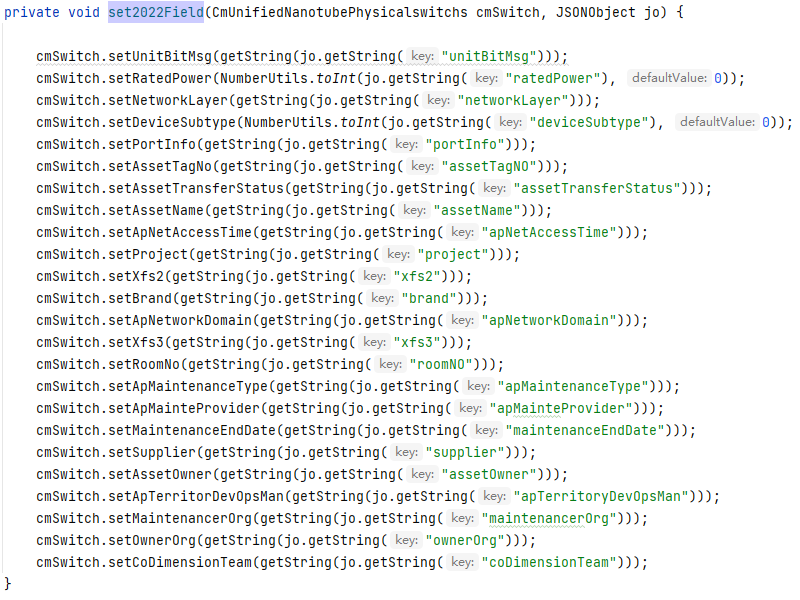 private void set2022Field(CmUnifiedNanotubePhysicalswitchs cmSwitch, JSONObject jo) {
cmSwitch.setUnitBitMsg(getString(jo.getString( key: "unitBitMsg")));
cmSwitch.setRatedPower(NumberUtils.toInt(jo.getString( key: "ratedPower"), defaultValue: 0));
cmSwitch.setNetworkLayer(getString(jo.getString( key: "networkLayer")));
cmSwitch.setDeviceSubtype(NumberUtils.toInt(jo.getString( key: "deviceSubtype"), defaultValue: 0));
cmSwitch.setPortInfo(getString(jo.getString( key: "portInfo")));
cmSwitch.setAssetTagNo(getString(jo.getString( key: "assetTagNO")));
cmSwitch.setAssetTransferStatus(getString(jo.getString( key: "assetTransferStatus")));
cmSwitch.setAssetName(getString(jo.getString( key: "assetName")));
cmSwitch.setApNetAccessTime(getString(jo.getString( key: "apNetAccessTime")));
cmSwitch.setProject(getString(jo.getString( key: "project")));
cmSwitch.setXfs2(getString(jo.getString( key: "xfs2")));
cmSwitch.setBrand(getString(jo.getString( key: "brand")));
cmSwitch.setApNetworkDomain(getString(jo.getString( key: "apNetworkDomain")));
cmSwitch.setXfs3(getString(jo.getString( key: "xfs3")));
cmSwitch.setRoomNo(getString(jo.getString( key: "roomNO")));
cmSwitch.setApMaintenanceType(getString(jo.getString( key: "apMaintenanceType")));
cmSwitch.setApMainteProvider(getString(jo.getString( key: "apMainteProvider")));
cmSwitch.setMaintenanceEndDate(getString(jo.getString( key: "maintenanceEndDate")));
cmSwitch.setSupplier(getString(jo.getString( key: "supplier")));
cmSwitch.setAssetOwner(getString(jo.getString( key: "assetOwner")));
cmSwitch.setApTerritorDevOpsMan(getString(jo.getString( key: "apTerritoryDevOpsMan")));
cmSwitch.setMaintenancerOrg(getString(jo.getString( key: "maintenancerOrg")));
cmSwitch.setOwnerOrg(getString(jo.getString( key: "ownerOrg")));
cmSwitch.setCoDimensionTeam(getString(jo.getString( key: "coDimensionTeam")));
}